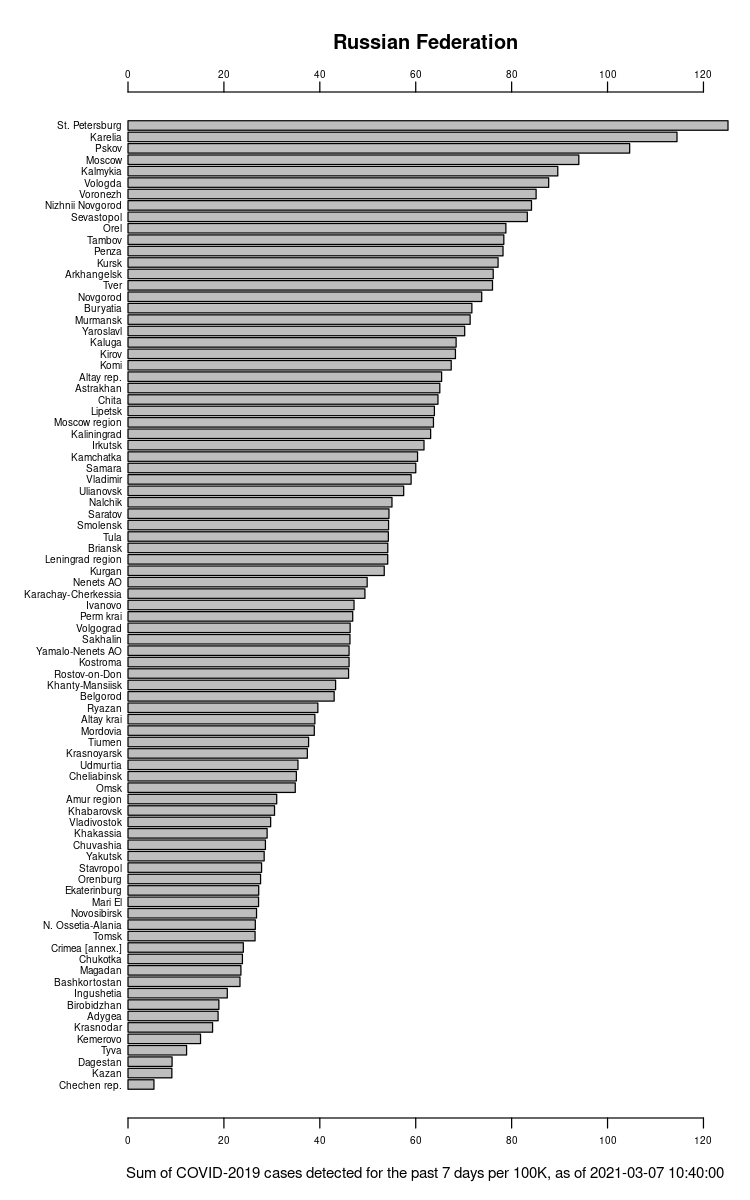 Russian Federation
0 20 40 60 80 100 120
St. Petersburg
Karelia
Pskov
Moscow
Kalmykia
Vologda
Voronezh
Nizhnii Novgorod
Sevastopol
Orel
Tambov
Penza
Kursk
Arkhangelsk
Tver
Novgorod
Buryatia
Murmansk
Yaroslavl
Kaluga
Kirov
Komi
Altay rep.
Astrakhan
Chita
Lipetsk
Moscow region
Kaliningrad
Irkutsk
Kamchatka
Samara
Vladimir
Ulianovsk
Nalchik
Saratov
Smolensk
Tula
Briansk
Leningrad region
Kurgan
Nenets AO
Karachay-Cherkessia
Ivanovo
Perm krai
Volgograd
Sakhalin
Yamalo-Nenets AO
Kostroma
Rostov-on-Don
Khanty-Mansiisk
Belgorod
Ryazan
Altay krai
Mordovia
Tiumen
Krasnoyarsk
Udmurtia
Cheliabinsk
Omsk
Amur region
Khabarovsk
Vladivostok
Khakassia
Chuvashia
Yakutsk
Stavropol
Orenburg
Ekaterinburg
Mari El
Novosibirsk
N. Ossetia-Alania
Tomsk
Crimea [annex.]
Chukotka
Magadan
Bashkortostan
Ingushetia
Birobidzhan
Adygea
Krasnodar
Kemerovo
Tyva
Dagestan
Kazan
Chechen rep.
0 20 40 60 80 100 120
Sum of COVID-2019 cases detected for the past 7 days per 100K, as of 2021-03-07 10:40:00